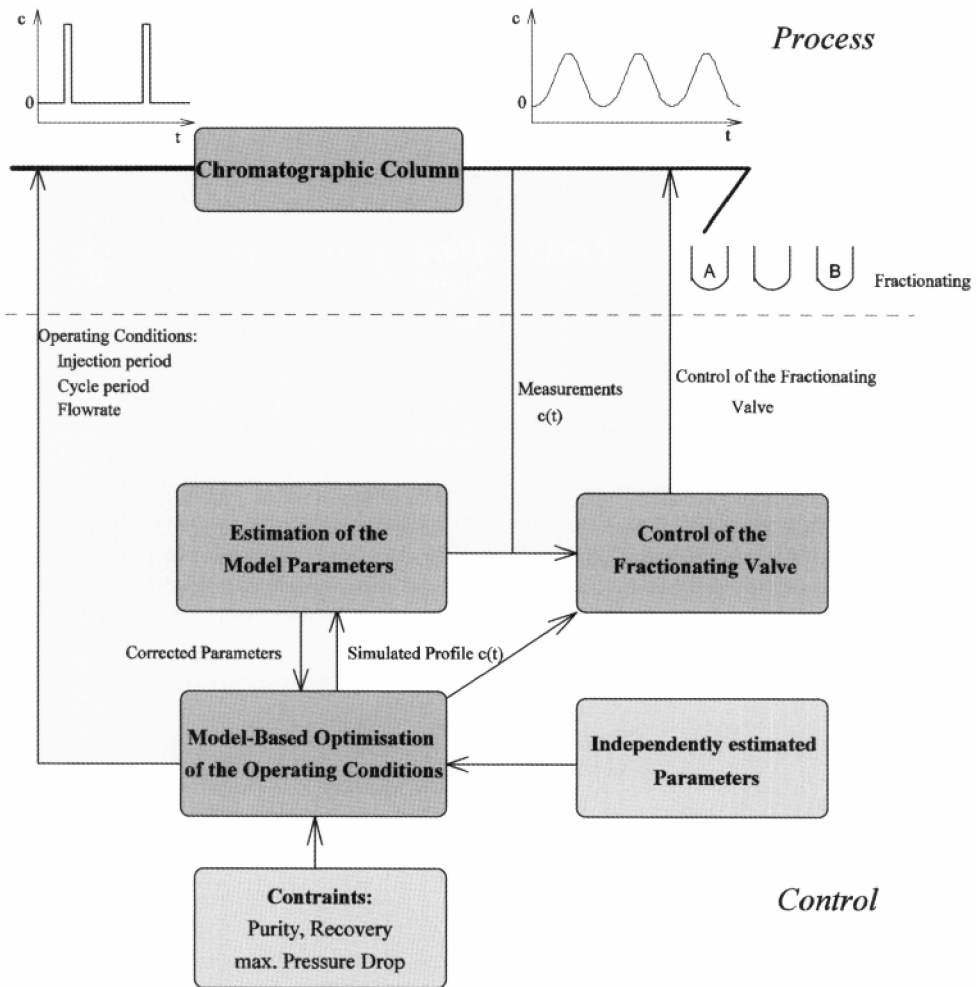 c
c
Process
0
0
t
t
Chromatographic Column
A
B
Fractionating
Operating Conditions:
Injection period
Cycle period
Flowrate
Measurements
c(t)
Control of the Fractionating
Valve
Estimation of the
Model Parameters
Control of the
Fractionating Valve
Corrected Parameters
Simulated Profile c(t)
Model-Based Optimisation
of the Operating Conditions
Independently estimated
Parameters
Contraints:
Purity, Recovery
max. Pressure Drop
Control